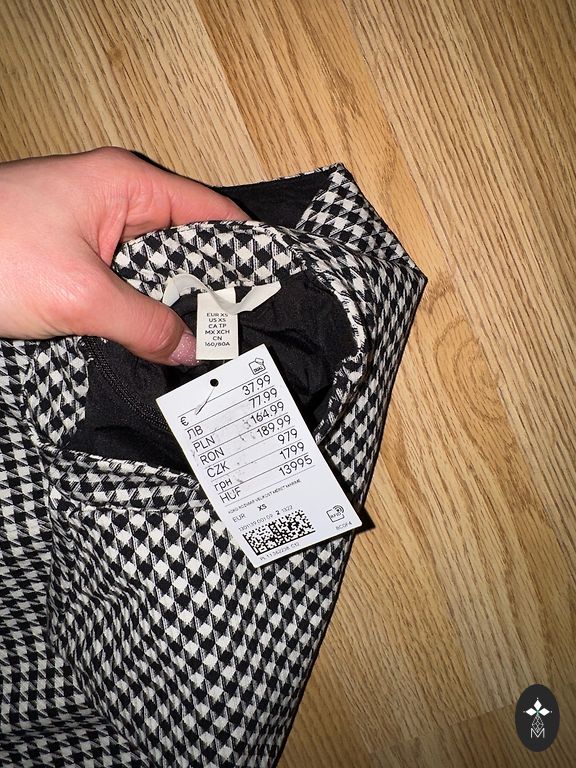 EUR XS
US XS
CA TP
MX XCH
CN
160/80A
€ 37.99
ЛВ 77.99
PLN 164.99
RON 189.99
CZK 979
ГРН 1799
HUF 13995
EUR XS
8C0F4
M